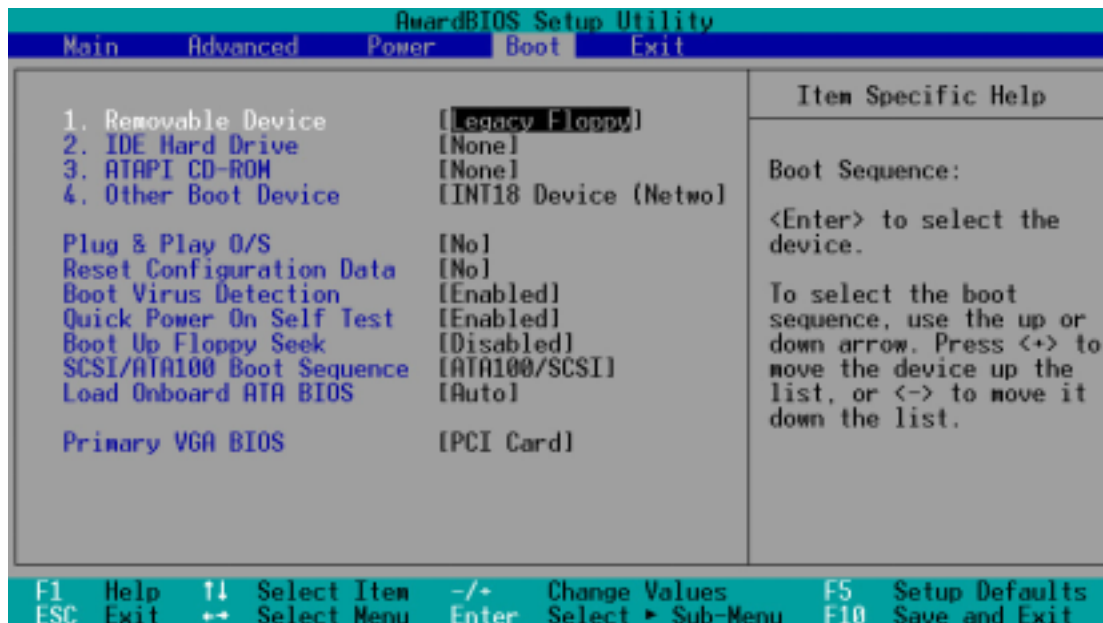 AwardBIOS Setup Utility
Main Advanced Power Boot Exit
1. Removable Device [Legacy Floppy]
2. IDE Hard Drive [None]
3. ATAPI CD-ROM [None]
4. Other Boot Device [INT18 Device (Netwo]
Plug & Play O/S [No]
Reset Configuration Data [No]
Boot Virus Detection [Enabled]
Quick Power On Self Test [Enabled]
Boot Up Floppy Seek [Disabled]
SCSI/ATA100 Boot Sequence [ATA100/SCSI]
Load Onboard ATA BIOS [Auto]
Primary VGA BIOS [PCI Card]
Item Specific Help
Boot Sequence:
<Enter> to select the
device.
To select the boot
sequence, use the up or
down arrow. Press <+> to
move the device up the
list, or <-> to move it
down the list.
F1 Help ↑↓ Select Item -/+ Change Values F5 Setup Defaults
ESC Exit ←→ Select Menu Enter Select ► Sub-Menu F10 Save and Exit